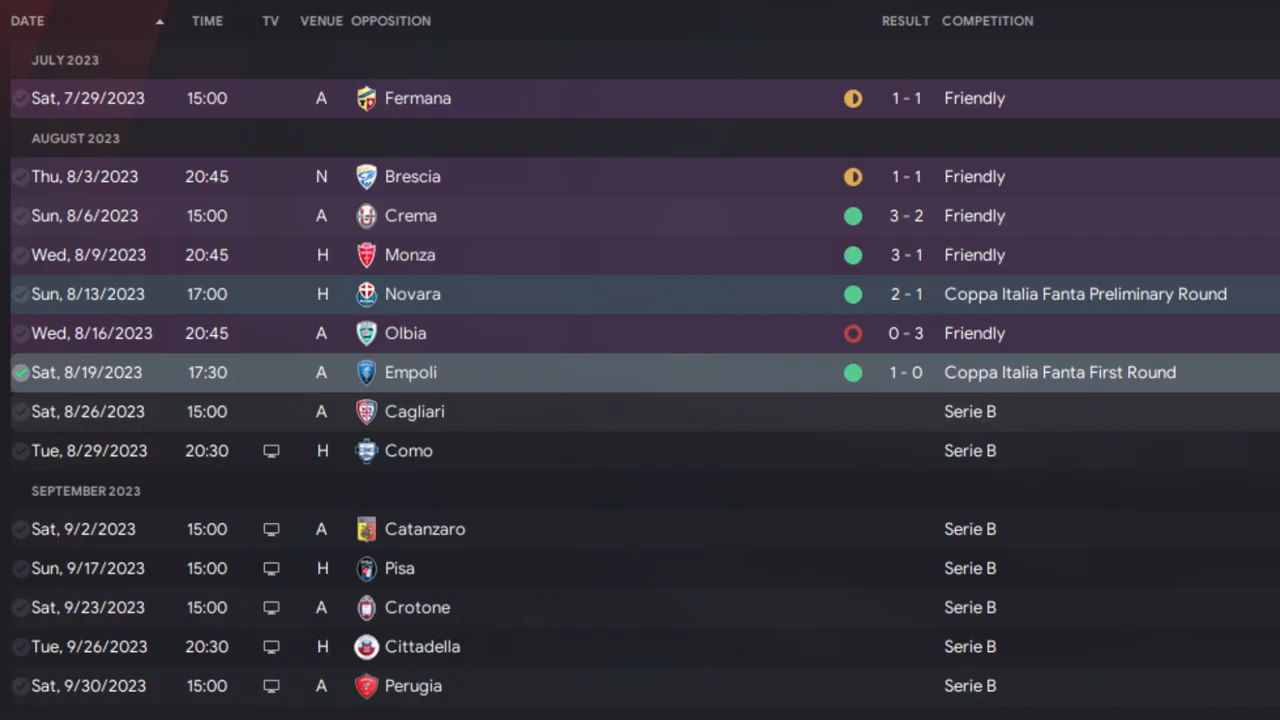 DATE TIME TV VENUE OPPOSITION RESULT COMPETITION
JULY 2023
Sat, 7/29/2023 15:00 A Fermana 1 - 1 Friendly
AUGUST 2023
Thu, 8/3/2023 20:45 N Brescia 1 - 1 Friendly
Sun, 8/6/2023 15:00 A Crema 3 - 2 Friendly
Wed, 8/9/2023 20:45 H Monza 3 - 1 Friendly
Sun, 8/13/2023 17:00 H Novara 2 - 1 Coppa Italia Fanta Preliminary Round
Wed, 8/16/2023 20:45 A Olbia 0 - 3 Friendly
Sat, 8/19/2023 17:30 A Empoli 1 - 0 Coppa Italia Fanta First Round
Sat, 8/26/2023 15:00 A Cagliari Serie B
Tue, 8/29/2023 20:30 H Como Serie B
SEPTEMBER 2023
Sat, 9/2/2023 15:00 A Catanzaro Serie B
Sun, 9/17/2023 15:00 H Pisa Serie B
Sat, 9/23/2023 15:00 A Crotone Serie B
Tue, 9/26/2023 20:30 H Cittadella Serie B
Sat, 9/30/2023 15:00 A Perugia Serie B